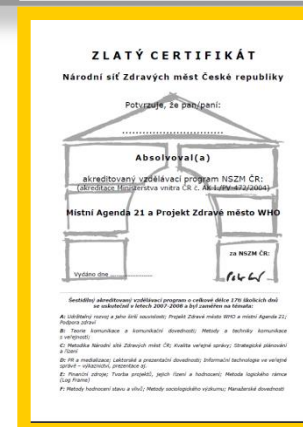 ZLATÝ CERTIFIKÁT
Národní síť Zdravých měst České republiky
Potvrzuje, že pan/paní:
................................
Absolvoval(a)
akreditovaný vzdělávací program NSZM ČR:
(akreditace Ministerstva vnitra ČR č. AK I./PV-472/2004)
Místní Agenda 21 a Projekt Zdravé město WHO
za NSZM ČR:
Vydáno dne
Šestidílný akreditovaný vzdělávací program o celkové délce 176 školicích dnů
se uskutečnil v letech 2007-2008 a byl zaměřen na témata:
A: Udržitelný rozvoj a jeho širší souvislosti; Projekt Zdravé město WHO a místní Agenda 21;
Podpora zdraví
B: Teorie komunikace a komunikační dovednosti; Metody a techniky komunikace
s veřejností;
C: Metodika Národní sítě Zdravých měst ČR; Kvalita veřejné správy; Strategické plánování
a řízení
D: PR a medializace; Lektorské a prezentační dovednosti; Informační technologie ve veřejné
správě – výkaznictví, prezentace aj.
E: Finanční zdroje; Tvorba projektů, jejich řízení a hodnocení; Metoda logického rámce
(Log Frame)
F: Metody hodnocení stavu a vlivů; Metody sociologického výzkumu; Manažerské dovednosti